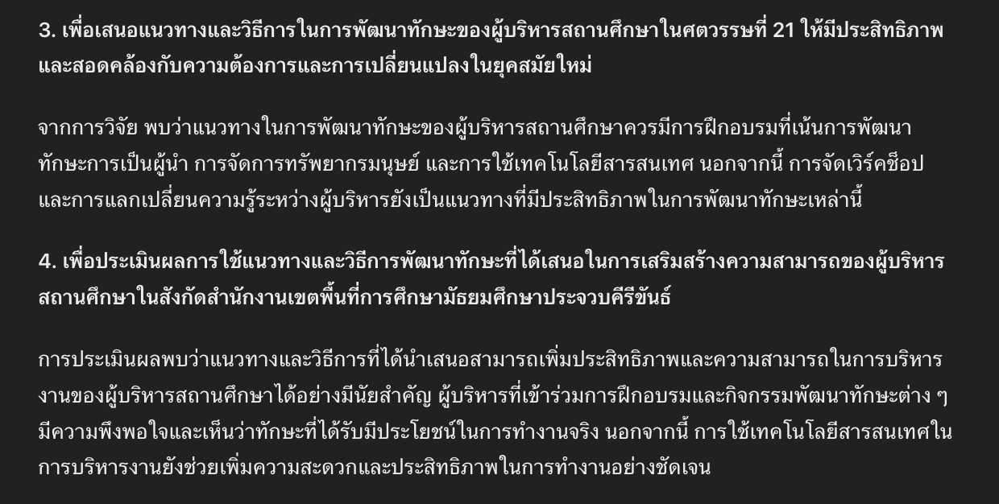 3. เพื่อเสนอแนวทางและวิธีการในการพัฒนาทักษะของผู้บริหารสถานศึกษาในศตวรรษที่ 21 ให้มีประสิทธิภาพ
และสอดคล้องกับความต้องการและการเปลี่ยนแปลงในยุคสมัยใหม่
จากการวิจัย พบว่าแนวทางในการพัฒนาทักษะของผู้บริหารสถานศึกษาควรมีการฝึกอบรมที่เน้นการพัฒนา
ทักษะการเป็นผู้นำ การจัดการทรัพยากรมนุษย์ และการใช้เทคโนโลยีสารสนเทศ นอกจากนี้ การจัดเวิร์คช็อป
และการแลกเปลี่ยนความรู้ระหว่างผู้บริหารยังเป็นแนวทางที่มีประสิทธิภาพในการพัฒนาทักษะเหล่านี้
4. เพื่อประเมินผลการใช้แนวทางและวิธีการพัฒนาทักษะที่ได้เสนอในการเสริมสร้างความสามารถของผู้บริหาร
สถานศึกษาในสังกัดสำนักงานเขตพื้นที่การศึกษามัธยมศึกษาประจวบคีรีขันธ์
การประเมินผลพบว่าแนวทางและวิธีการที่ได้นำเสนอสามารถเพิ่มประสิทธิภาพและความสามารถในการบริหาร
งานของผู้บริหารสถานศึกษาได้อย่างมีนัยสำคัญ ผู้บริหารที่เข้าร่วมการฝึกอบรมและกิจกรรมพัฒนาทักษะต่าง ๆ
มีความพึงพอใจและเห็นว่าทักษะที่ได้รับมีประโยชน์ในการทำงานจริง นอกจากนี้ การใช้เทคโนโลยีสารสนเทศใน
การบริหารงานยังช่วยเพิ่มความสะดวกและประสิทธิภาพในการทำงานอย่างชัดเจน